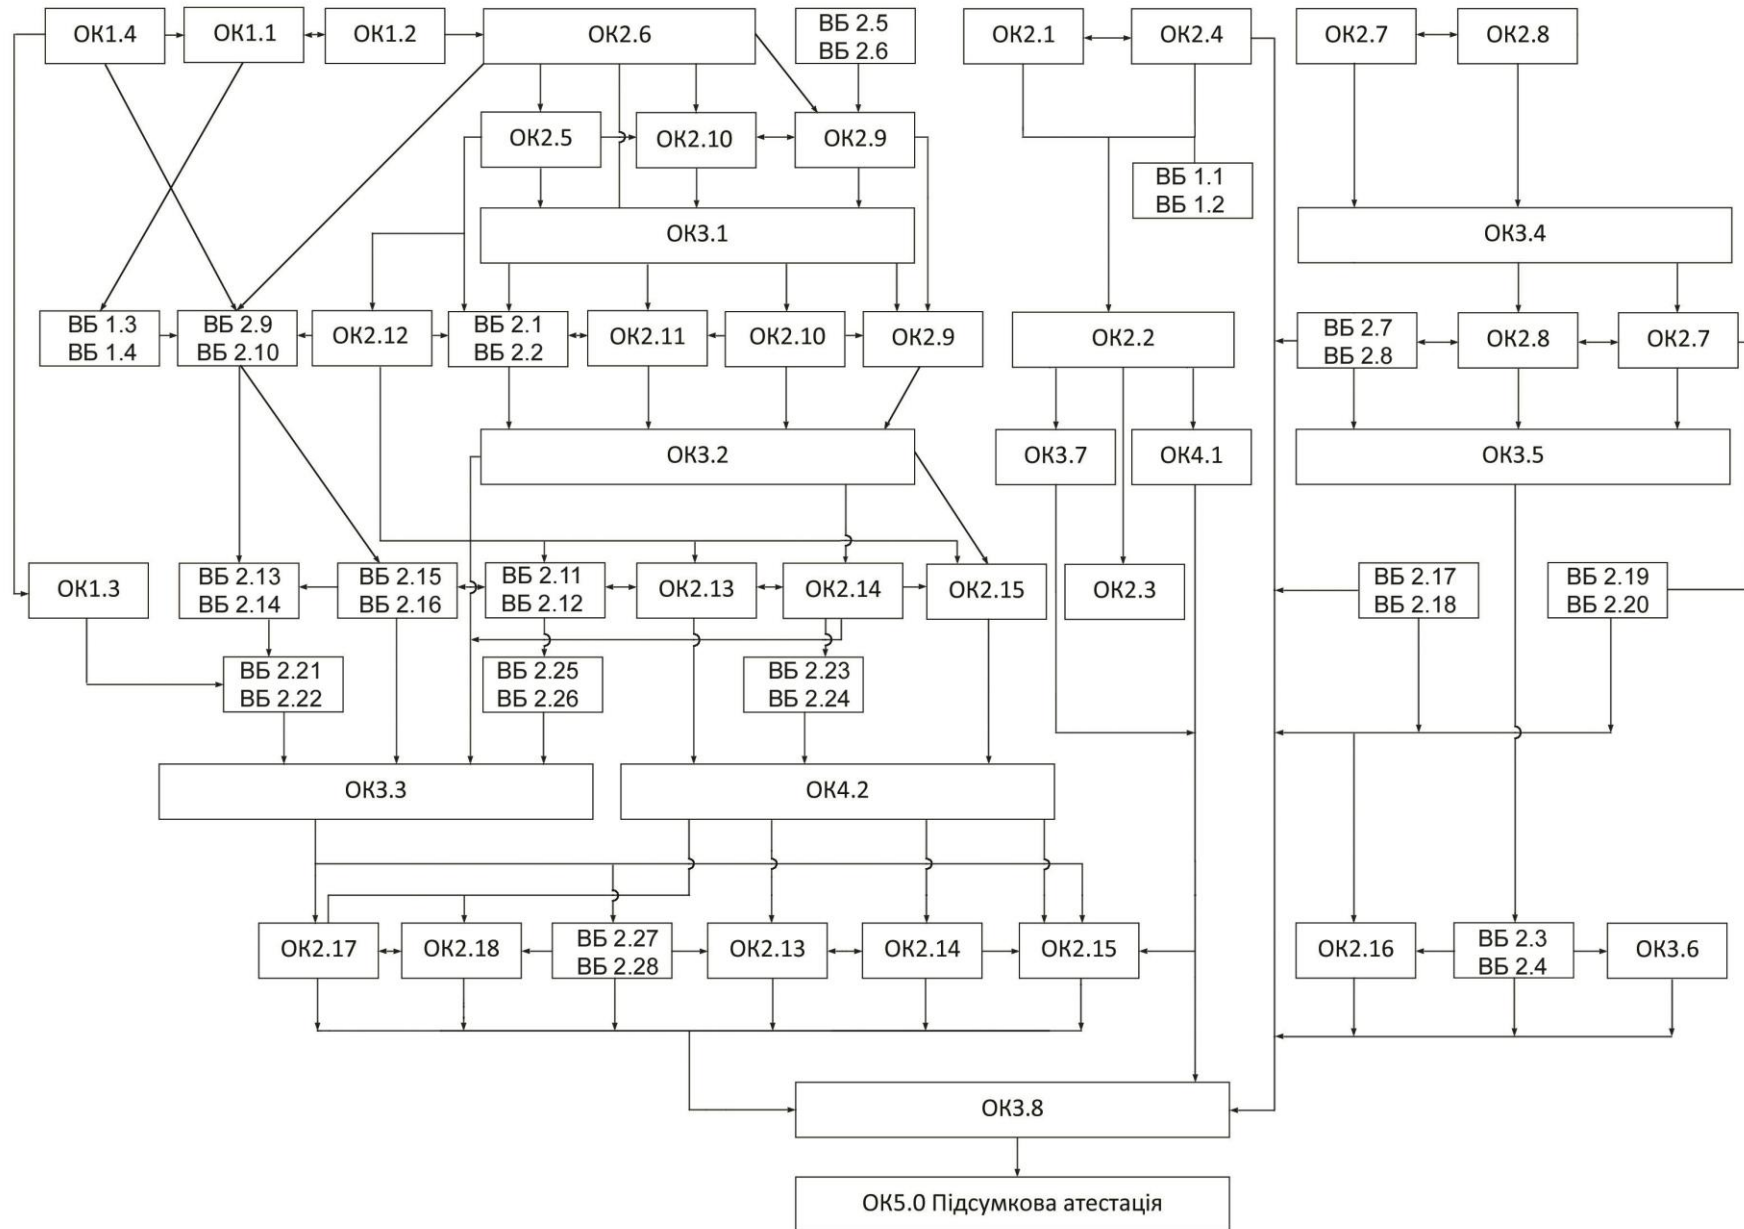 ОК1.4
ОК1.1
ОК1.2
ОК2.6
ВБ 2.5
ВБ 2.6
ОК2.1
ОК2.4
ОК2.7
ОК2.8
ОК2.5
ОК2.10
ОК2.9
ВБ 1.1
ВБ 1.2
ОК3.1
ОК3.4
ВБ 1.3
ВБ 1.4
ВБ 2.9
ВБ 2.10
ОК2.12
ВБ 2.1
ВБ 2.2
ОК2.11
ОК2.10
ОК2.9
ОК2.2
ВБ 2.7
ВБ 2.8
ОК2.8
ОК2.7
ОК3.2
ОК3.7
ОК4.1
ОК3.5
ОК1.3
ВБ 2.13
ВБ 2.14
ВБ 2.15
ВБ 2.16
ВБ 2.11
ВБ 2.12
ОК2.13
ОК2.14
ОК2.15
ОК2.3
ВБ 2.17
ВБ 2.18
ВБ 2.19
ВБ 2.20
ВБ 2.21
ВБ 2.22
ВБ 2.25
ВБ 2.26
ВБ 2.23
ВБ 2.24
ОК3.3
ОК4.2
ОК2.17
ОК2.18
ВБ 2.27
ВБ 2.28
ОК2.13
ОК2.14
ОК2.15
ОК2.16
ВБ 2.3
ВБ 2.4
ОК3.6
ОК3.8
ОК5.0 Підсумкова атестація